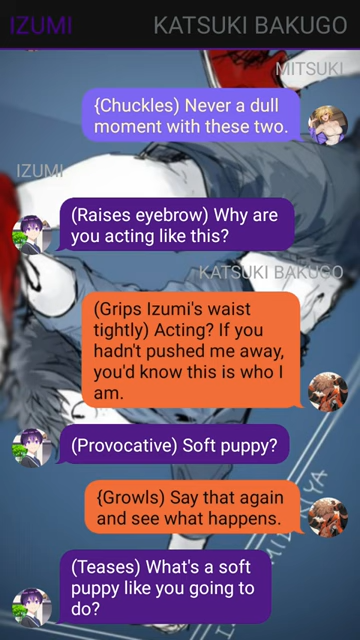 IZUMI KATSUKI BAKUGO
MITSUKI
{Chuckles) Never a dull
moment with these two.
IZUMI
(Raises eyebrow) Why are
you acting like this?
KATSUKI BAKUGO
(Grips Izumi's waist
tightly) Acting? If you
hadn't pushed me away,
you'd know this is who I
am.
(Provocative) Soft puppy?
{Growls) Say that again
and see what happens.
(Teases) What's a soft
puppy like you going to
do?